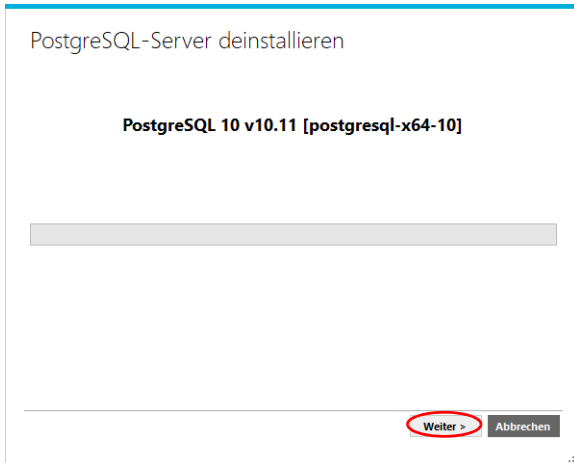 PostgreSQL-Server deinstallieren
PostgreSQL 10 v10.11 [postgresql-x64-10]
Weiter > Abbrechen